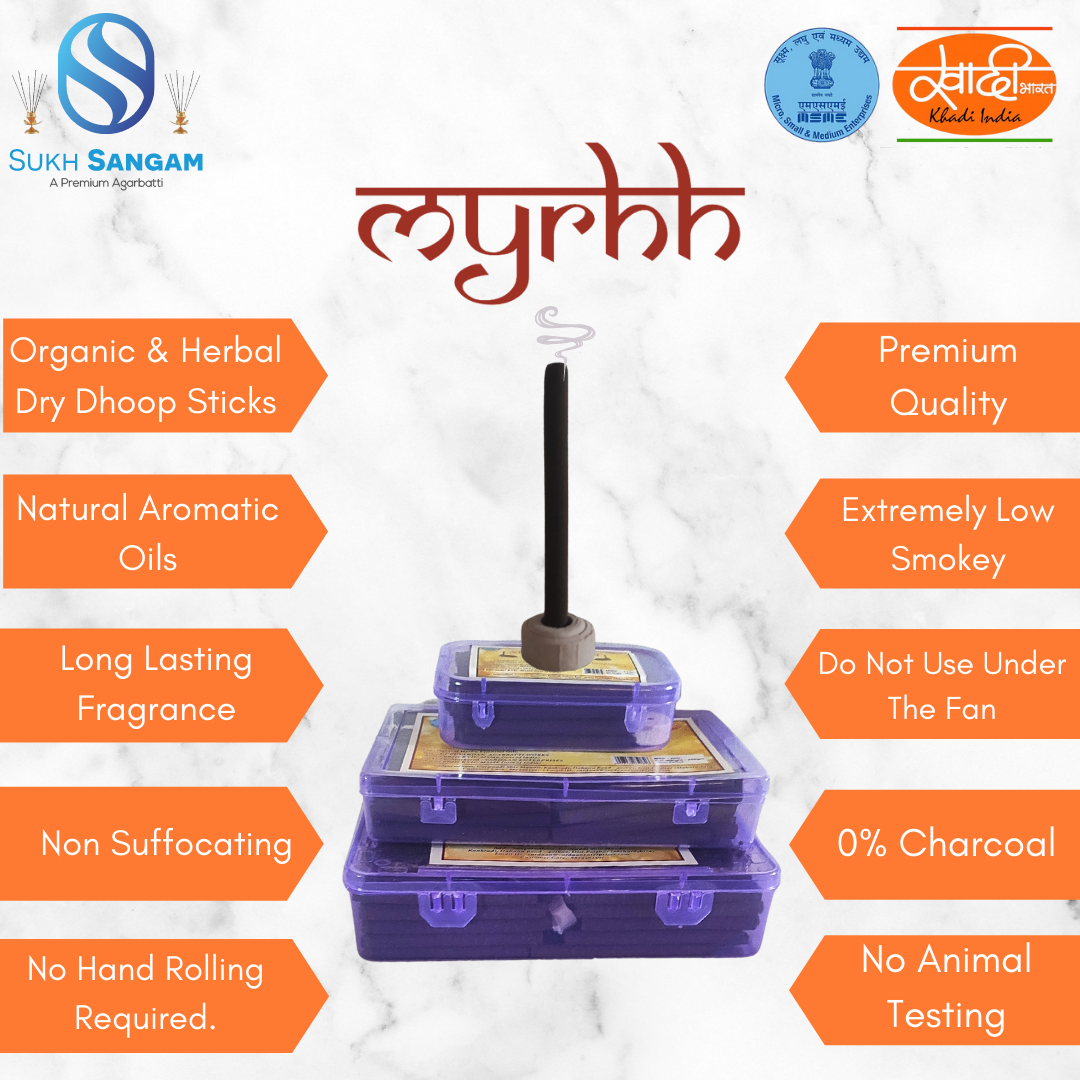 SUKH SANGAM
A Premium Agarbatti
सूक्ष्म, लघु एवं मध्यम उद्यम
एमएसएमई
MSME
Micro, Small & Medium Enterprises
खादी भारत
Khadi India
myrhh
Organic & Herbal
Dry Dhoop Sticks
Natural Aromatic
Oils
Long Lasting
Fragrance
Non Suffocating
No Hand Rolling
Required.
Premium
Quality
Extremely Low
Smokey
Do Not Use Under
The Fan
0% Charcoal
No Animal
Testing